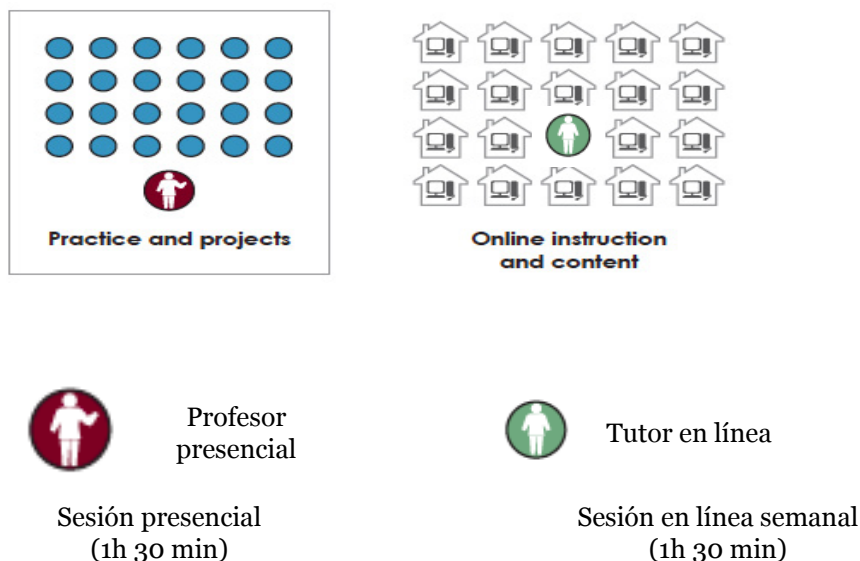 Practice and projects
Online instruction
and content
Profesor
presencial
Tutor en línea
Sesión presencial
(1h 30 min)
Sesión en línea semanal
(1h 30 min)